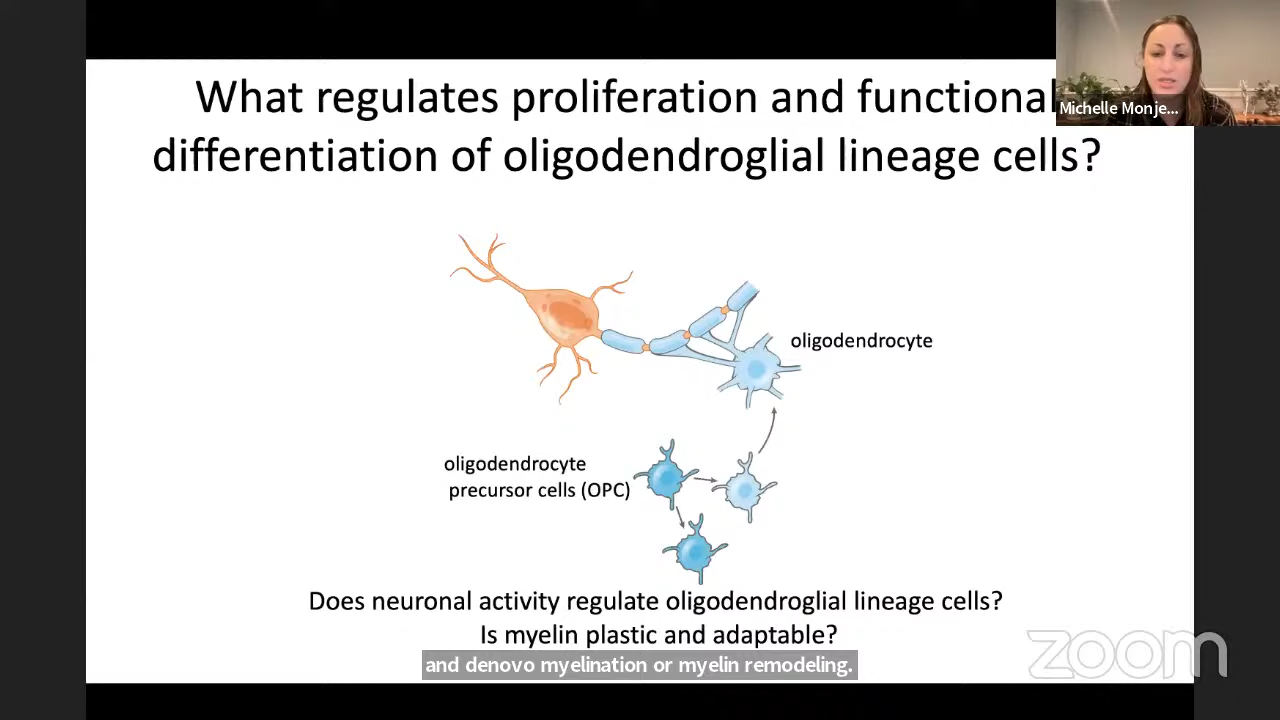 What regulates proliferation and functional
differentiation of oligodendroglial lineage cells?
Michelle Monje...
oligodendrocyte
oligodendrocyte
precursor cells (OPC)
Does neuronal activity regulate oligodendroglial lineage cells?
Is myelin plastic and adaptable?
and denovo myelination or myelin remodeling.
zoom